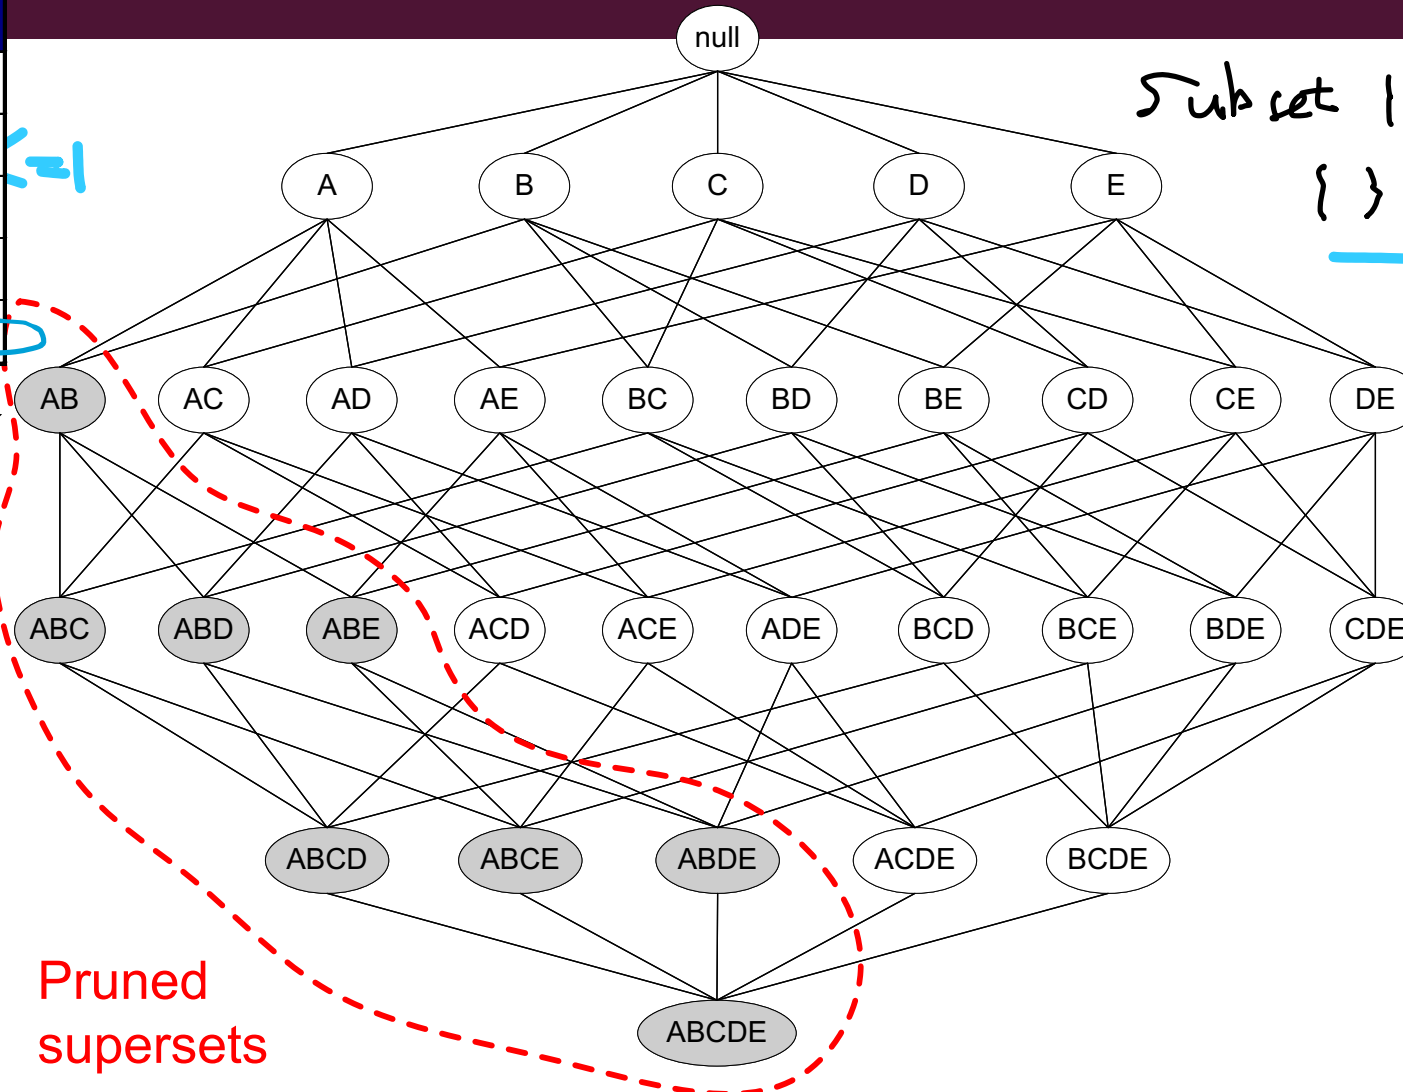 null
Subset |
{ }
<=1
A B C D E
AB AC AD AE BC BD BE CD CE DE
ABC ABD ABE ACD ACE ADE BCD BCE BDE CDE
ABCD ABCE ABDE ACDE BCDE
Pruned
supersets
ABCDE